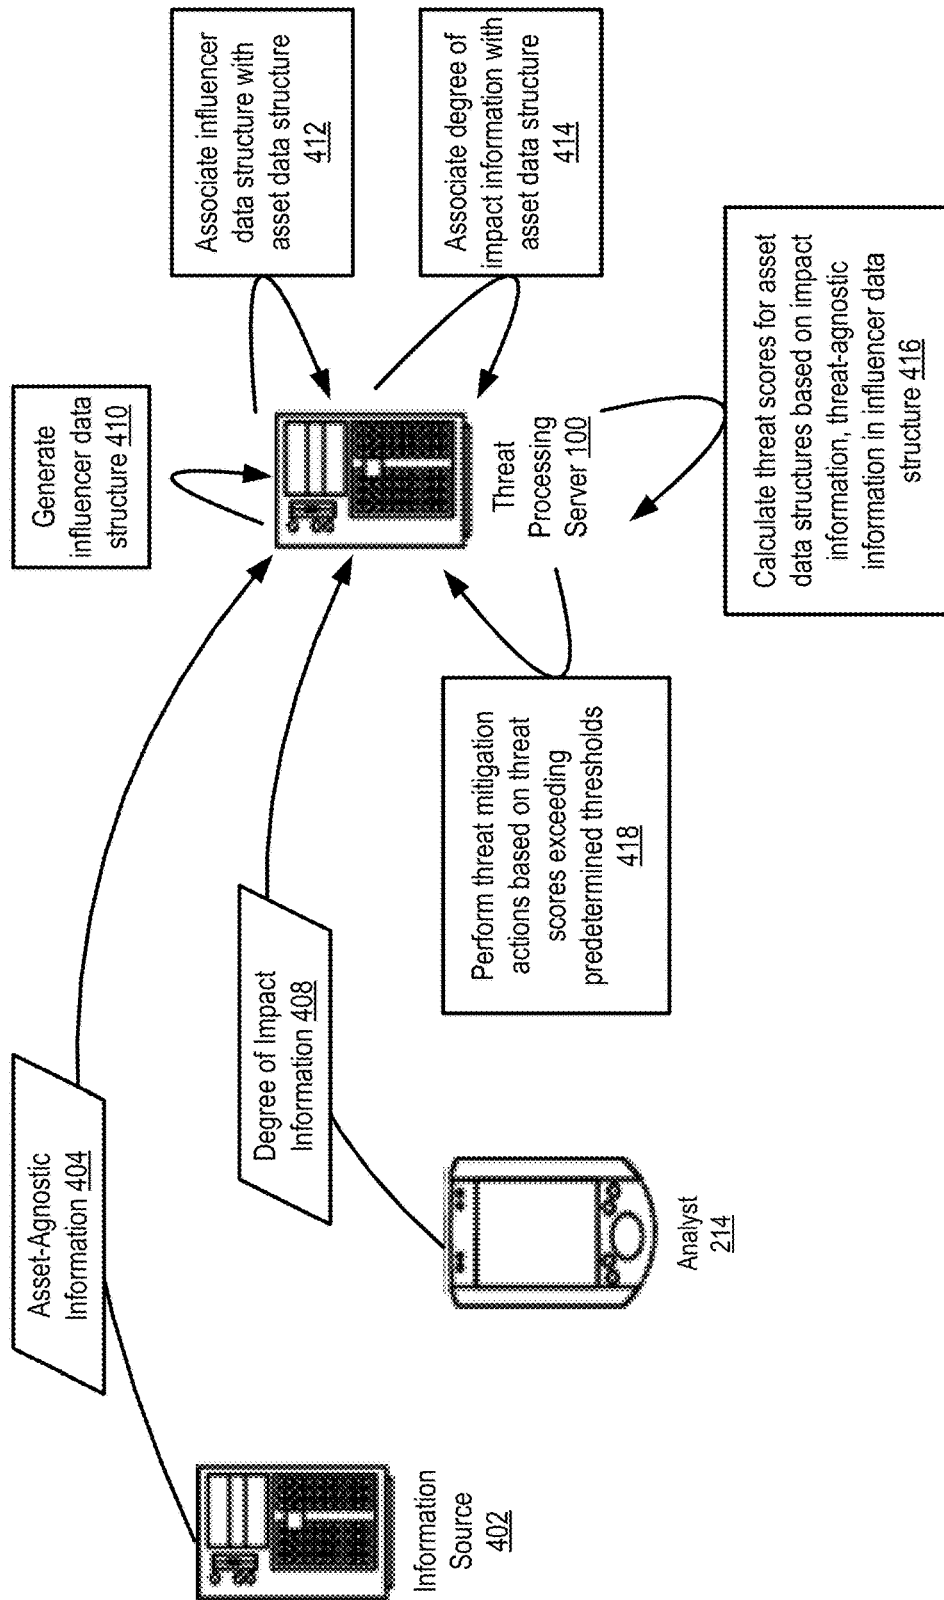 Asset-Agnostic
Information 404
Generate
influencer data
structure 410
Associate influencer
data structure with
asset data structure
412
Degree of Impact
Information 408
Associate degree of
impact information with
asset data structure
414
Information
Source
402
Analyst
214
Threat
Processing
Server 100
Perform threat mitigation
actions based on threat
scores exceeding
predetermined thresholds
418
Calculate threat scores for asset
data structures based on impact
information, threat-agnostic
information in influencer data
structure 416